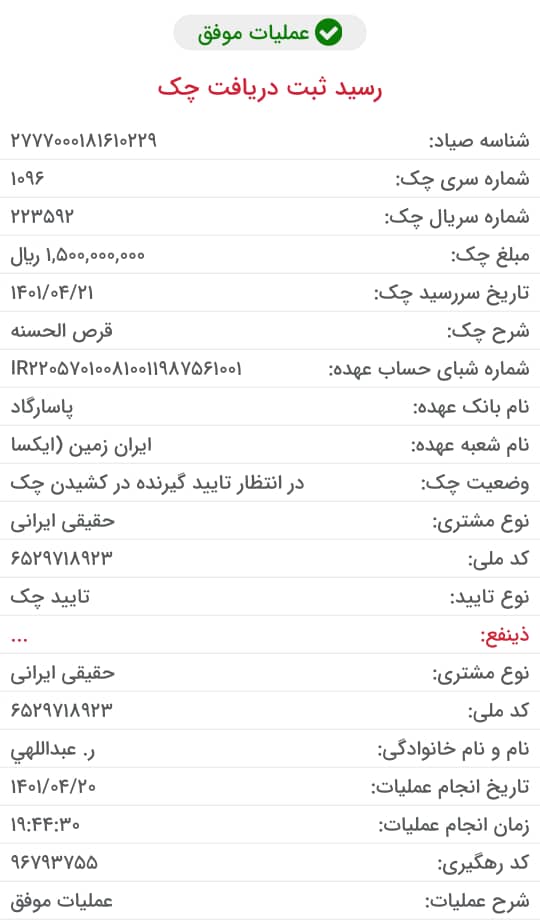 عملیات موفق
رسید ثبت دریافت چک
شناسه صیاد: ۲۷۷۷۰۰۰۱۸۱۶۱۰۲۲۹
شماره سری چک: ۱۰۹۶
شماره سریال چک: ۲۲۳۵۹۲
مبلغ چک: ۱,۵۰۰,۰۰۰,۰۰۰ ریال
تاریخ سررسید چک: ۱۴۰۱/۰۴/۲۱
شرح چک: قرص الحسنه
شماره شبای حساب عهده: IR۲۲۰۵۷۰۱۰۰۸۱۰۰۱۱۹۸۷۵۶۱۰۰۱
نام بانک عهده: پاسارگاد
نام شعبه عهده: ایران زمین (ایکسا
وضعیت چک: در انتظار تایید گیرنده در کشیدن چک
نوع مشتری: حقیقی ایرانی
کد ملی: ۶۵۲۹۷۱۸۹۲۳
نوع تایید: تایید چک
ذینفع: ...
نوع مشتری: حقیقی ایرانی
کد ملی: ۶۵۲۹۷۱۸۹۲۳
نام و نام خانوادگی: ر. عبداللهي
تاریخ انجام عملیات: ۱۴۰۱/۰۴/۲۰
زمان انجام عملیات: ۱۹:۴۴:۳۰
کد رهگیری: ۹۶۷۹۳۷۵۵
شرح عملیات: عملیات موفق